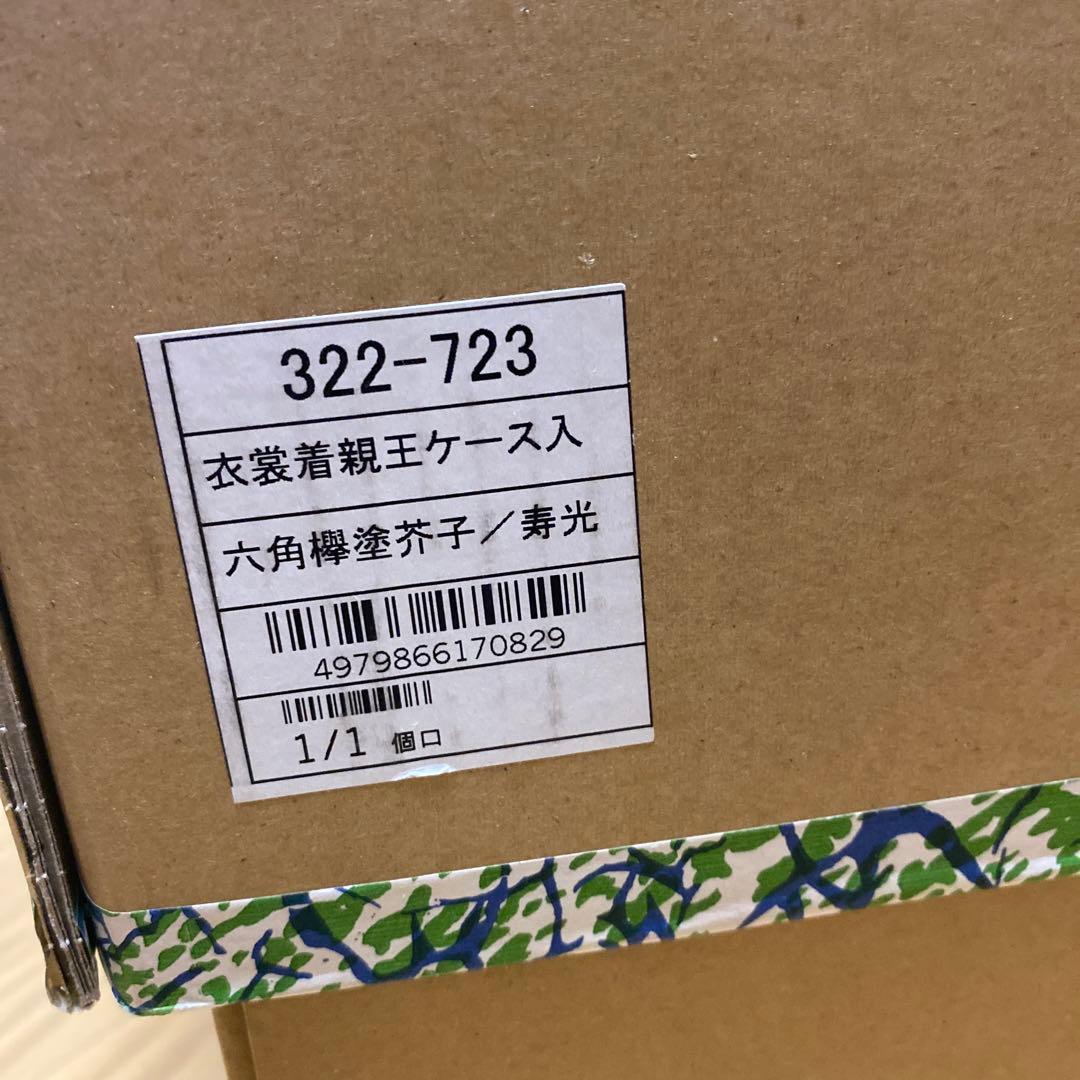 322-723
衣裳着親王ケース入
六角欅塗芥子／寿光
4979866170829
1/1 個口